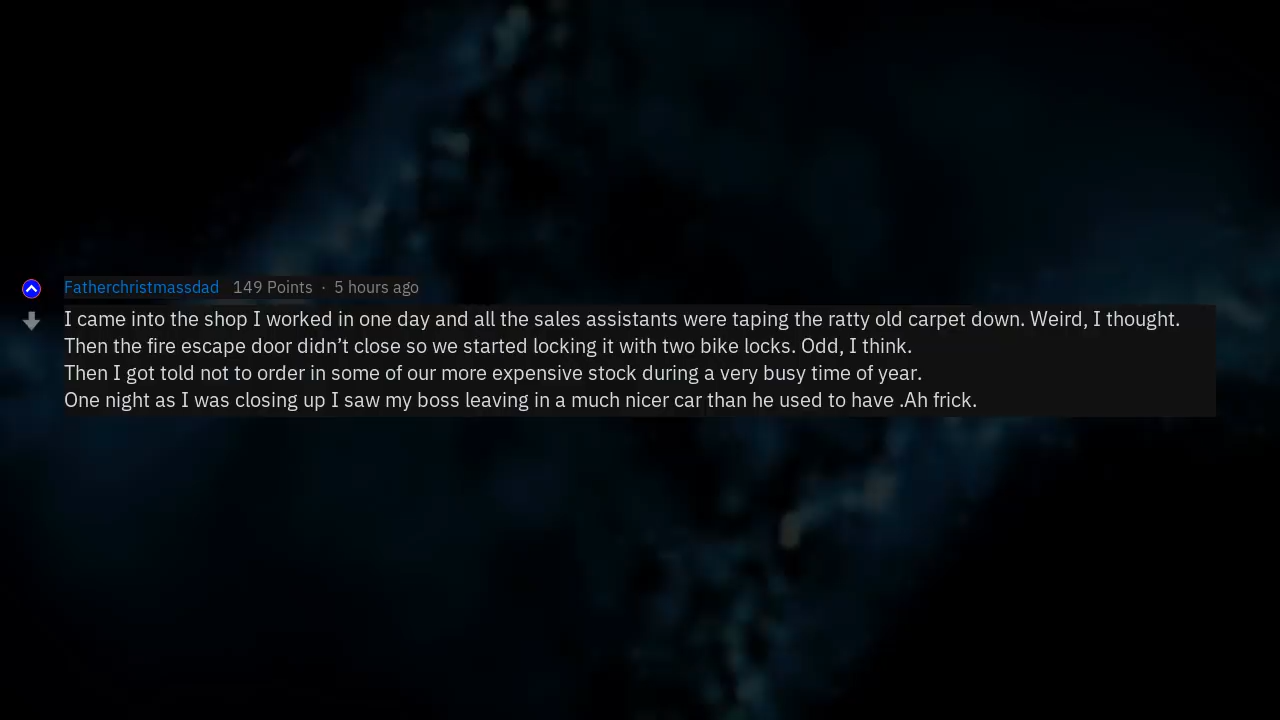 Fatherchristmassdad 149 Points · 5 hours ago
I came into the shop I worked in one day and all the sales assistants were taping the ratty old carpet down. Weird, I thought.
Then the fire escape door didn’t close so we started locking it with two bike locks. Odd, I think.
Then I got told not to order in some of our more expensive stock during a very busy time of year.
One night as I was closing up I saw my boss leaving in a much nicer car than he used to have .Ah frick.